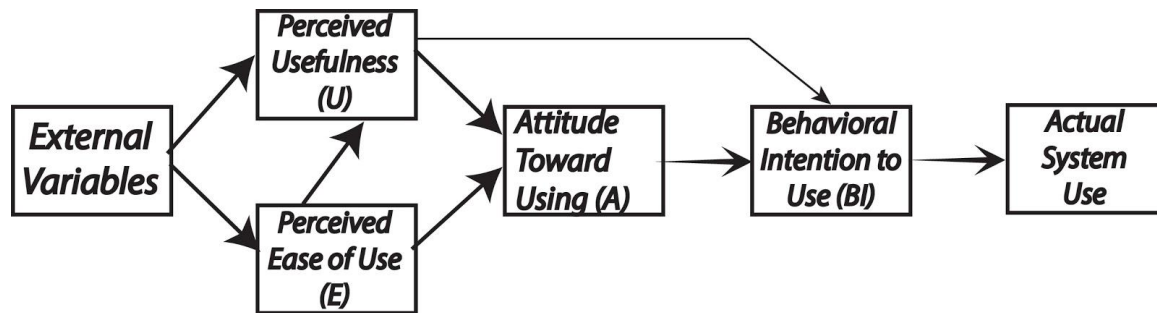 External
Variables
Perceived
Usefulness
(U)
Perceived
Ease of Use
(E)
Attitude
Toward
Using (A)
Behavioral
Intention to
Use (BI)
Actual
System
Use